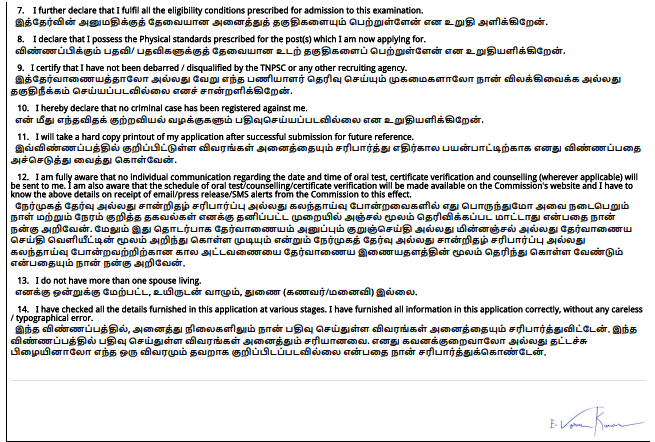 7. I further declare that I fulfil all the eligibility conditions prescribed for admission to this examination.
இத்தேர்வின் அனுமதிக்குத் தேவையான அனைத்துத் தகுதிகளையும் பெற்றுள்ளேன் என உறுதி அளிக்கிறேன்.
8. I declare that I possess the Physical standards prescribed for the post(s) which I am now applying for.
விண்ணப்பிக்கும் பதவி/ பதவிகளுக்குத் தேவையான உடற் தகுதிகளைப் பெற்றுள்ளேன் என உறுதியளிக்கிறேன்.
9. I certify that I have not been debarred / disqualified by the TNPSC or any other recruiting agency.
இத்தேர்வாணையத்தாலோ அல்லது வேறு எந்த பணியாளர் தெரிவு செய்யும் முகமைகளாலோ நான் விலக்கிவைக்க அல்லது
தகுதிநீக்கம் செய்யப்படவில்லை எனச் சான்றளிக்கிறேன்.
10. I hereby declare that no criminal case has been registered against me.
என் மீது எந்தவிதக் குற்றவியல் வழக்குகளும் பதிவுசெய்யப்படவில்லை என உறுதியளிக்கிறேன்.
11. I will take a hard copy printout of my application after successful submission for future reference.
இவ்விண்ணப்பத்தில் குறிப்பிட்டுள்ள விவரங்கள் அனைத்தையும் சரிபார்த்து எதிர்கால பயன்பாட்டிற்காக எனது விண்ணப்பதை
அச்செடுத்து வைத்து கொள்வேன்.
12. I am fully aware that no individual communication regarding the date and time of oral test, certificate verification and counselling (wherever applicable) will
be sent to me. I am also aware that the schedule of oral test/counselling/certificate verification will be made available on the Commission's website and I have to
know the above details on receipt of email/press release/SMS alerts from the Commission to this effect.
நேர்முகத் தேர்வு அல்லது சான்றிதழ் சரிபார்ப்பு அல்லது கலந்தாய்வு போன்றவைகளில் எது பொருந்துமோ அவை நடைபெறும்
நாள் மற்றும் நேரம் குறித்த தகவல்கள் எனக்கு தனிப்பட்ட முறையில் அஞ்சல் மூலம் தெரிவிக்கப்பட மாட்டாது என்பதை நான்
நன்கு அறிவேன். மேலும் இது தொடர்பாக தேர்வாணையம் அனுப்பும் குறுஞ்செய்தி அல்லது மின்னஞ்சல் அல்லது தேர்வாணைய
செய்தி வெளியீட்டின் மூலம் அறிந்து கொள்ள முடியும் என்றும் நேர்முகத் தேர்வு அல்லது சான்றிதழ் சரிபார்ப்பு அல்லது
கலந்தாய்வு போன்றவற்றிற்கான கால அட்டவணையை தேர்வாணைய இணையதளத்தின் மூலம் தெரிந்து கொள்ள வேண்டும்
என்பதையும் நான் நன்கு அறிவேன்.
13. I do not have more than one spouse living.
எனக்கு ஒன்றுக்கு மேற்பட்ட, உயிருடன் வாழும், துணை (கணவர்/மனைவி) இல்லை.
14. I have checked all the details furnished in this application at various stages. I have furnished all information in this application correctly, without any careless
/ typographical error.
இந்த விண்ணப்பத்தில், அனைத்து நிலைகளிலும் நான் பதிவு செய்துள்ள விவரங்கள் அனைத்தையும் சரிபார்த்துவிட்டேன். இந்த
விண்ணப்பத்தில் பதிவு செய்துள்ள விவரங்கள் அனைத்தும் சரியானவை. எனது கவனக்குறைவாலோ அல்லது தட்டச்சு
பிழையினாலோ எந்த ஒரு விவரமும் தவறாக குறிப்பிடப்படவில்லை என்பதை நான் சரிபார்த்துக்கொண்டேன்.